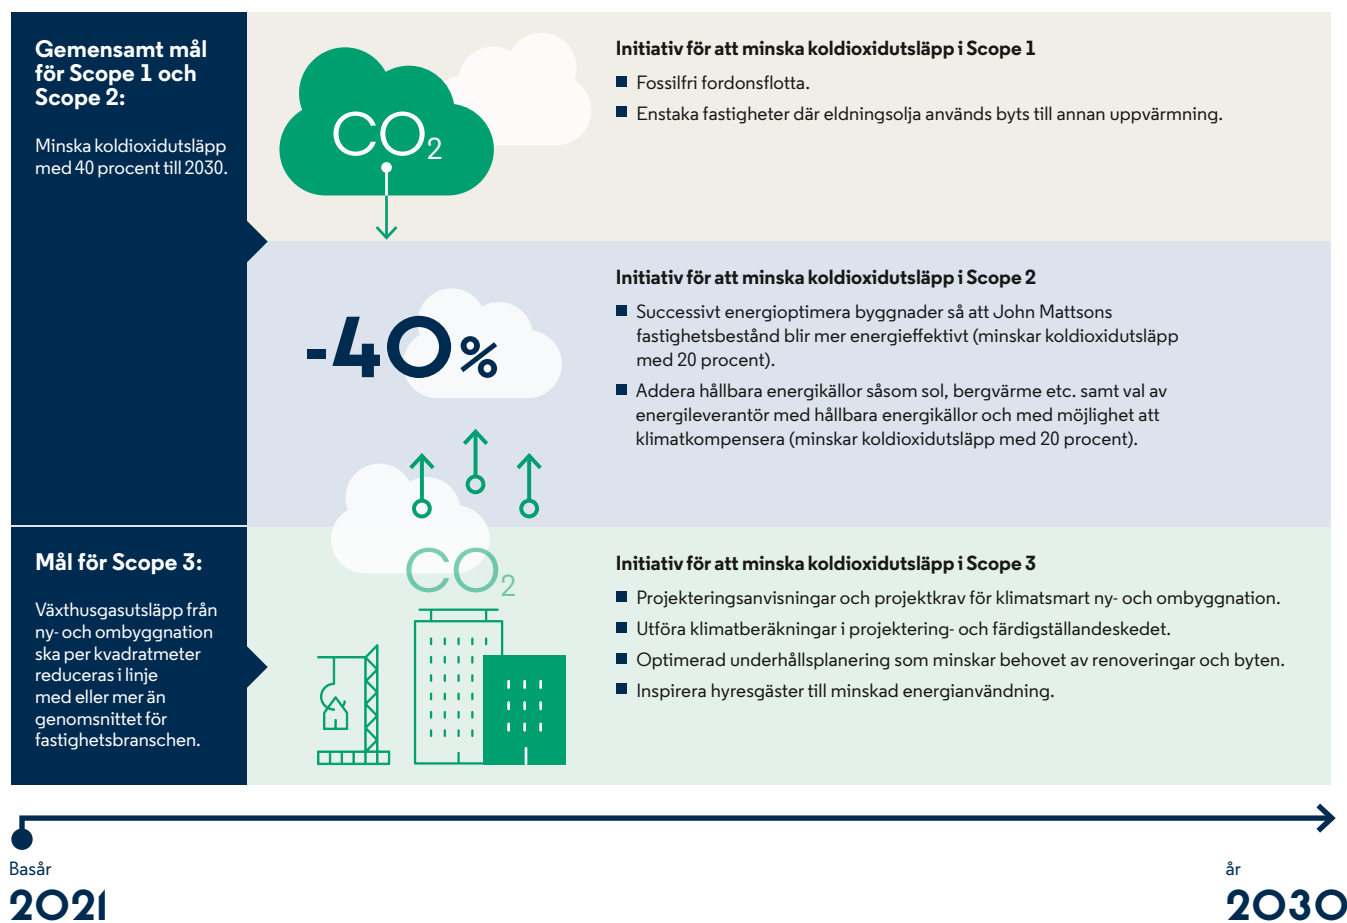 Gemensamt mål
för Scope 1 och
Scope 2:
Minska koldioxidutsläpp
med 40 procent till 2030.
CO2
Initiativ för att minska koldioxidutsläpp i Scope 1
Fossilfri fordonsflotta.
Enstaka fastigheter där eldningsolja används byts till annan uppvärmning.
-40%
Initiativ för att minska koldioxidutsläpp i Scope 2
Successivt energioptimera byggnader så att John Mattsons
fastighetsbestånd blir mer energieffektivt (minskar koldioxidutsläpp
med 20 procent).
Addera hållbara energikällor såsom sol, bergvärme etc. samt val av
energileverantör med hållbara energikällor och med möjlighet att
klimatkompensera (minskar koldioxidutsläpp med 20 procent).
Mål för Scope 3:
Växthusgasutsläpp från
ny- och ombyggnation
ska per kvadratmeter
reduceras i linje
med eller mer än
genomsnittet för
fastighetsbranschen.
CO2
Initiativ för att minska koldioxidutsläpp i Scope 3
Projekteringsanvisningar och projektkrav för klimatsmart ny- och ombyggnation.
Utföra klimatberäkningar i projektering- och färdigställandeskedet.
Optimerad underhållsplanering som minskar behovet av renoveringar och byten.
Inspirera hyresgäster till minskad energianvändning.
Basår
2021
år
2030